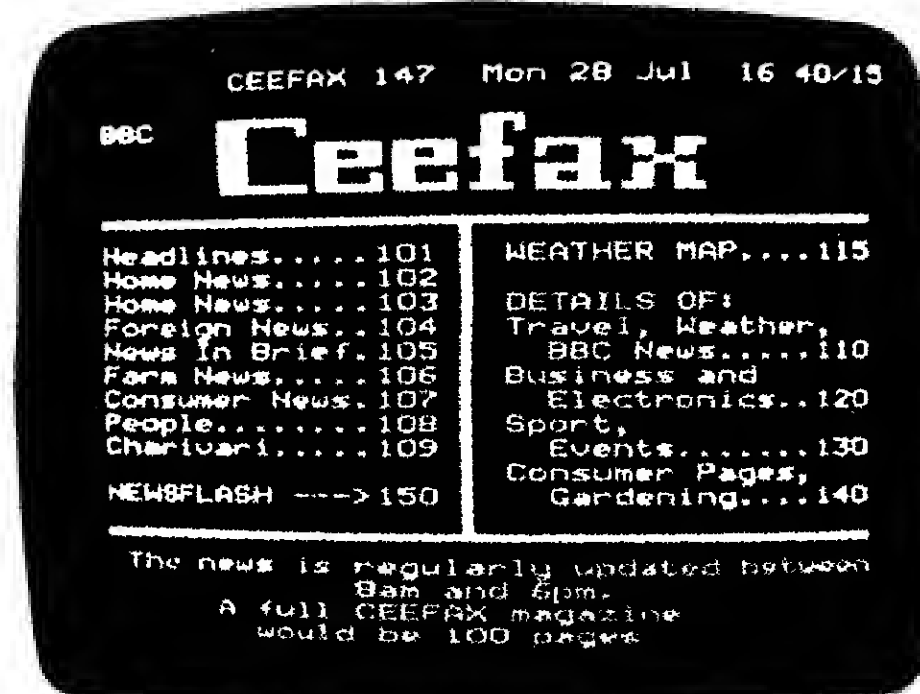 CEEFAX 147 Mon 28 Jul 16 40/15
BBC
Ceefax
Headlines.....101
Home News.....102
Home News.....103
Foreign News..104
News In Brief.105
Farm News.....106
Consumer News.107
People........108
Charivari.....109
NEWSFLASH ---->150
WEATHER MAP....115
DETAILS OF:
Travel, Weather,
BBC News.....110
Business and
Electronics..120
Sport,
Events.......130
Consumer Pages,
Gardening....140
The news is regularly updated between
8am and 6pm.
A full CEEFAX magazine
would be 100 pages